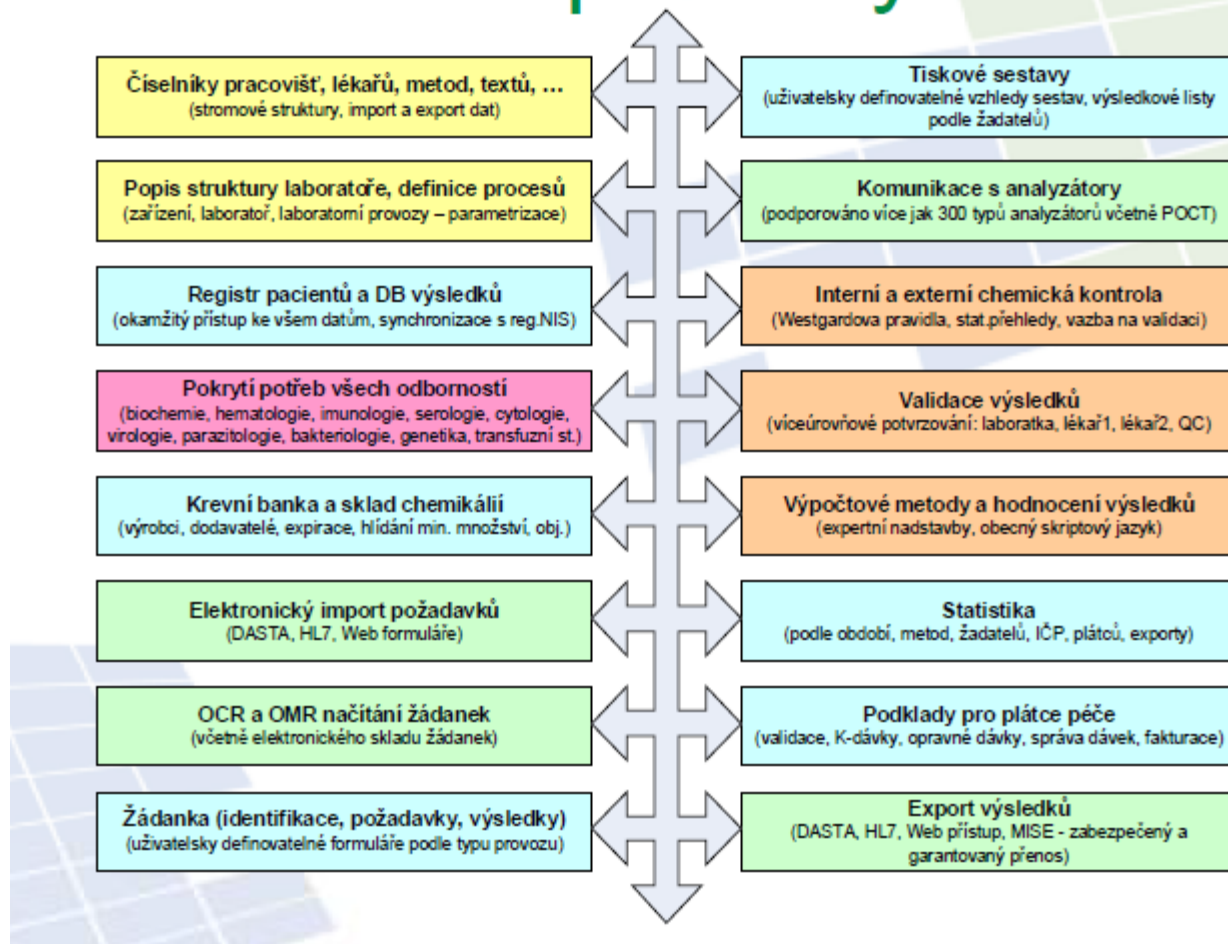 Číselníky pracovišť, lékařů, metod, textů, ...
(stromové struktury, import a export dat)
Popis struktury laboratoře, definice procesů
(zařízení, laboratoř, laboratorní provozy – parametrizace)
Registr pacientů a DB výsledků
(okamžitý přístup ke všem datům, synchronizace s reg.NIS)
Pokrytí potřeb všech odborností
(biochemie, hematologie, imunologie, serologie, cytologie,
virologie, parazitologie, bakteriologie, genetika, transfuzní st.)
Krevní banka a sklad chemikálií
(výrobci, dodavatelé, expirace, hlídání min. množství, obj.)
Elektronický import požadavků
(DASTA, HL7, Web formuláře)
OCR a OMR načítání žádanek
(včetně elektronického skladu žádanek)
Žádanka (identifikace, požadavky, výsledky)
(uživatelsky definovatelné formuláře podle typu provozu)
Tiskové sestavy
(uživatelsky definovatelné vzhledy sestav, výsledkové listy
podle žadatelů)
Komunikace s analyzátory
(podporováno více jak 300 typů analyzátorů včetně POCT)
Interní a externí chemická kontrola
(Westgardova pravidla, stat.přehledy, vazba na validaci)
Validace výsledků
(víceúrovňové potvrzování: laboratka, lékař1, lékař2, QC)
Výpočtové metody a hodnocení výsledků
(expertní nadstavby, obecný skriptový jazyk)
Statistika
(podle období, metod, žadatelů, IČP, plátců, exporty)
Podklady pro plátce péče
(validace, K-dávky, opravné dávky, správa dávek, fakturace)
Export výsledků
(DASTA, HL7, Web přístup, MISE - zabezpečený a
garantovaný přenos)